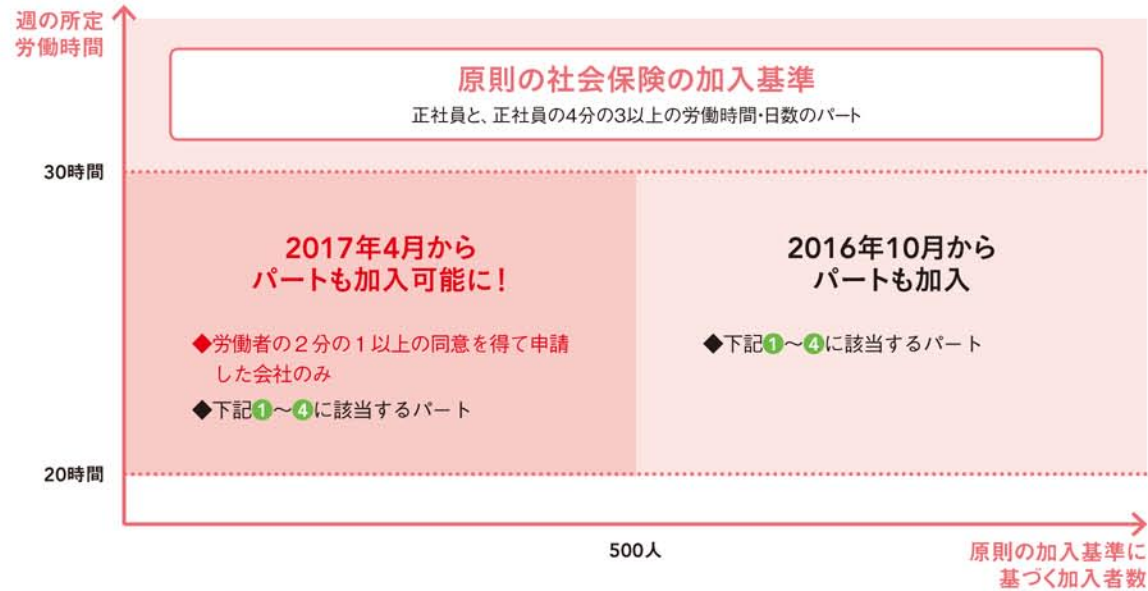 週の所定
労働時間
原則の社会保険の加入基準
正社員と、正社員の4分の3以上の労働時間・日数のパート
30時間
2017年4月から
パートも加入可能に！
◆労働者の２分の１以上の同意を得て申請
した会社のみ
◆下記❶～❹に該当するパート
2016年10月から
パートも加入
◆下記❶～❹に該当するパート
20時間
500人
原則の加入基準に
基づく加入者数